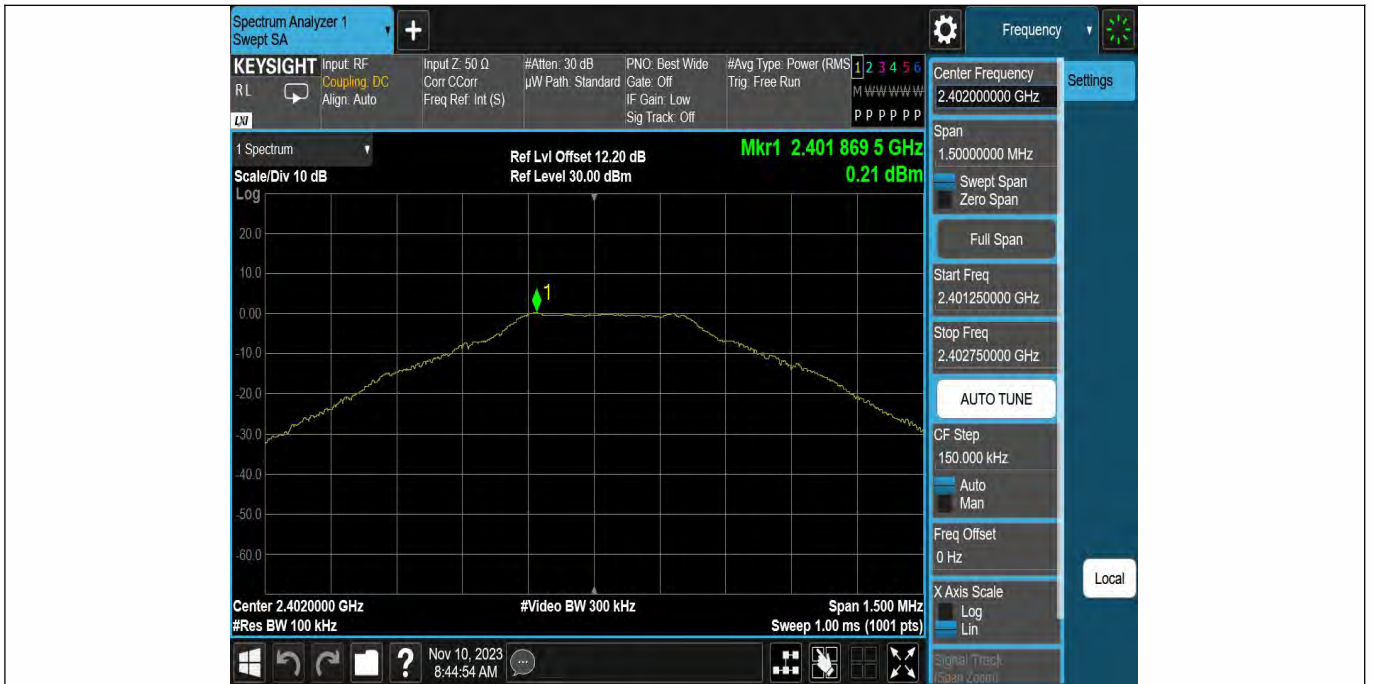 Spectrum Analyzer 1
Swept SA
+
Frequency
KEYSIGHT
RL
LXI
Input: RF
Coupling: DC
Align: Auto
Input Z: 50 Ω
Corr CCorr
Freq Ref: Int (S)
#Atten: 30 dB
µW Path: Standard
PNO: Best Wide
Gate: Off
IF Gain: Low
Sig Track: Off
#Avg Type: Power (RMS
Trig: Free Run
1 2 3 4 5 6
M W W W W W
P P P P P P
1 Spectrum
Scale/Div 10 dB
Ref Lvl Offset 12.20 dB
Ref Level 30.00 dBm
Mkr1 2.401 869 5 GHz
0.21 dBm
Log
20.0
10.0
0.00
-10.0
-20.0
-30.0
-40.0
-50.0
-60.0
1
Center 2.4020000 GHz
#Res BW 100 kHz
#Video BW 300 kHz
Span 1.500 MHz
Sweep 1.00 ms (1001 pts)
Center Frequency
2.402000000 GHz
Settings
Span
1.50000000 MHz
Swept Span
Zero Span
Full Span
Start Freq
2.401250000 GHz
Stop Freq
2.402750000 GHz
AUTO TUNE
CF Step
150.000 kHz
Auto
Man
Freq Offset
0 Hz
X Axis Scale
Log
Lin
Signal Track
(Span Zoom)
Local
?
Nov 10, 2023
8:44:54 AM